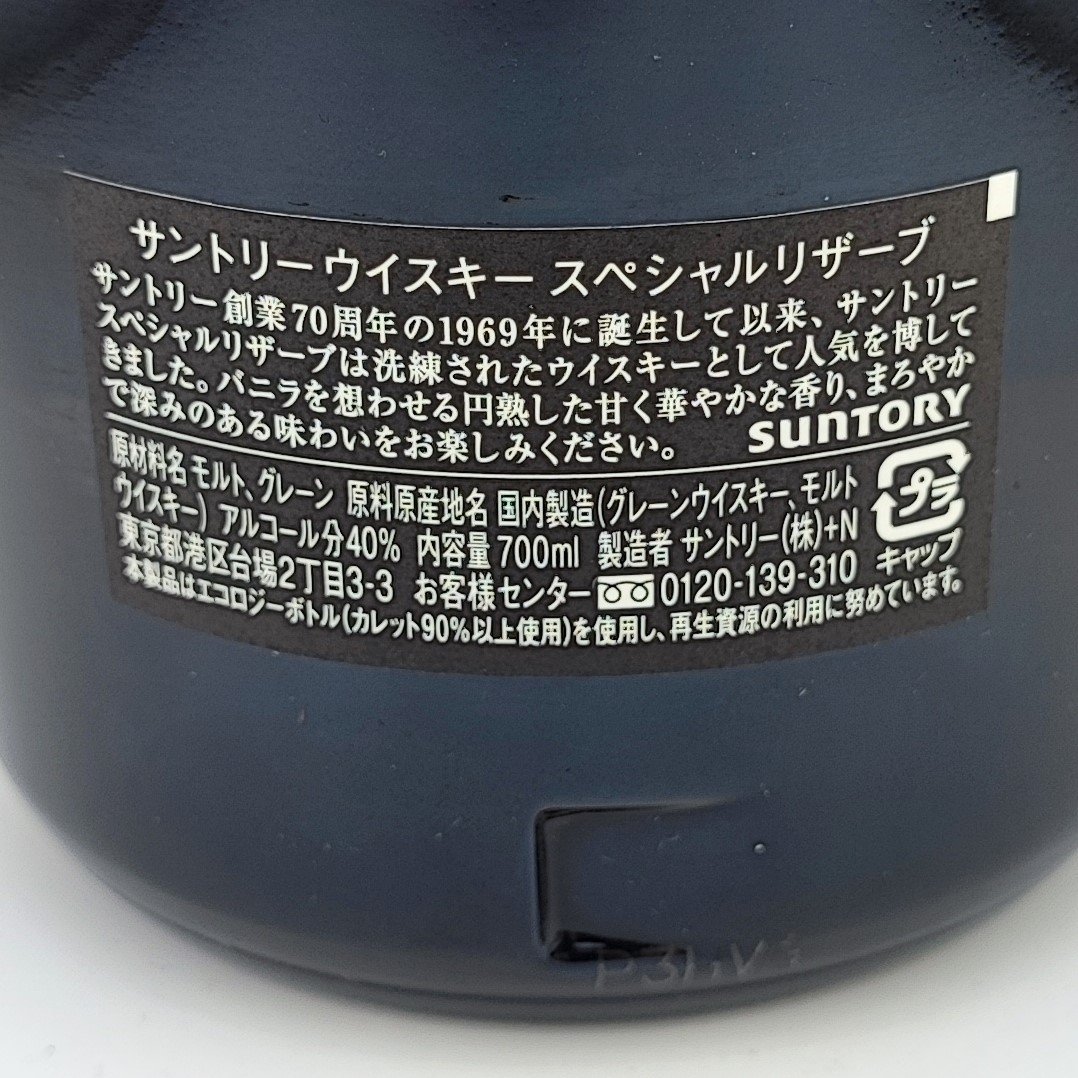 サントリーウイスキー スペシャルリザーブ
サントリー創業70周年の1969年に誕生して以来、サントリー
スペシャルリザーブは洗練されたウイスキーとして人気を博して
きました。バニラを想わせる円熟した甘く華やかな香り、まろやか
で深みのある味わいをお楽しみください。
SUNTORY
原材料名 モルト、グレーン 原料原産地名 国内製造(グレーンウイスキー、モルト
ウイスキー) アルコール分40% 内容量 700ml 製造者 サントリー(株)+N
東京都港区台場2丁目3-3 お客様センター 0120-139-310
プラ
キャップ
本製品はエコロジーボトル(カレット90%以上使用)を使用し、再生資源の利用に努めています。